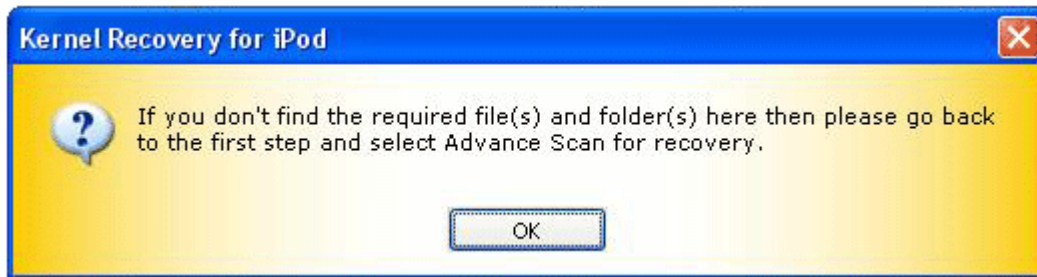 Kernel Recovery for iPod
If you don't find the required file(s) and folder(s) here then please go back
to the first step and select Advance Scan for recovery.
OK